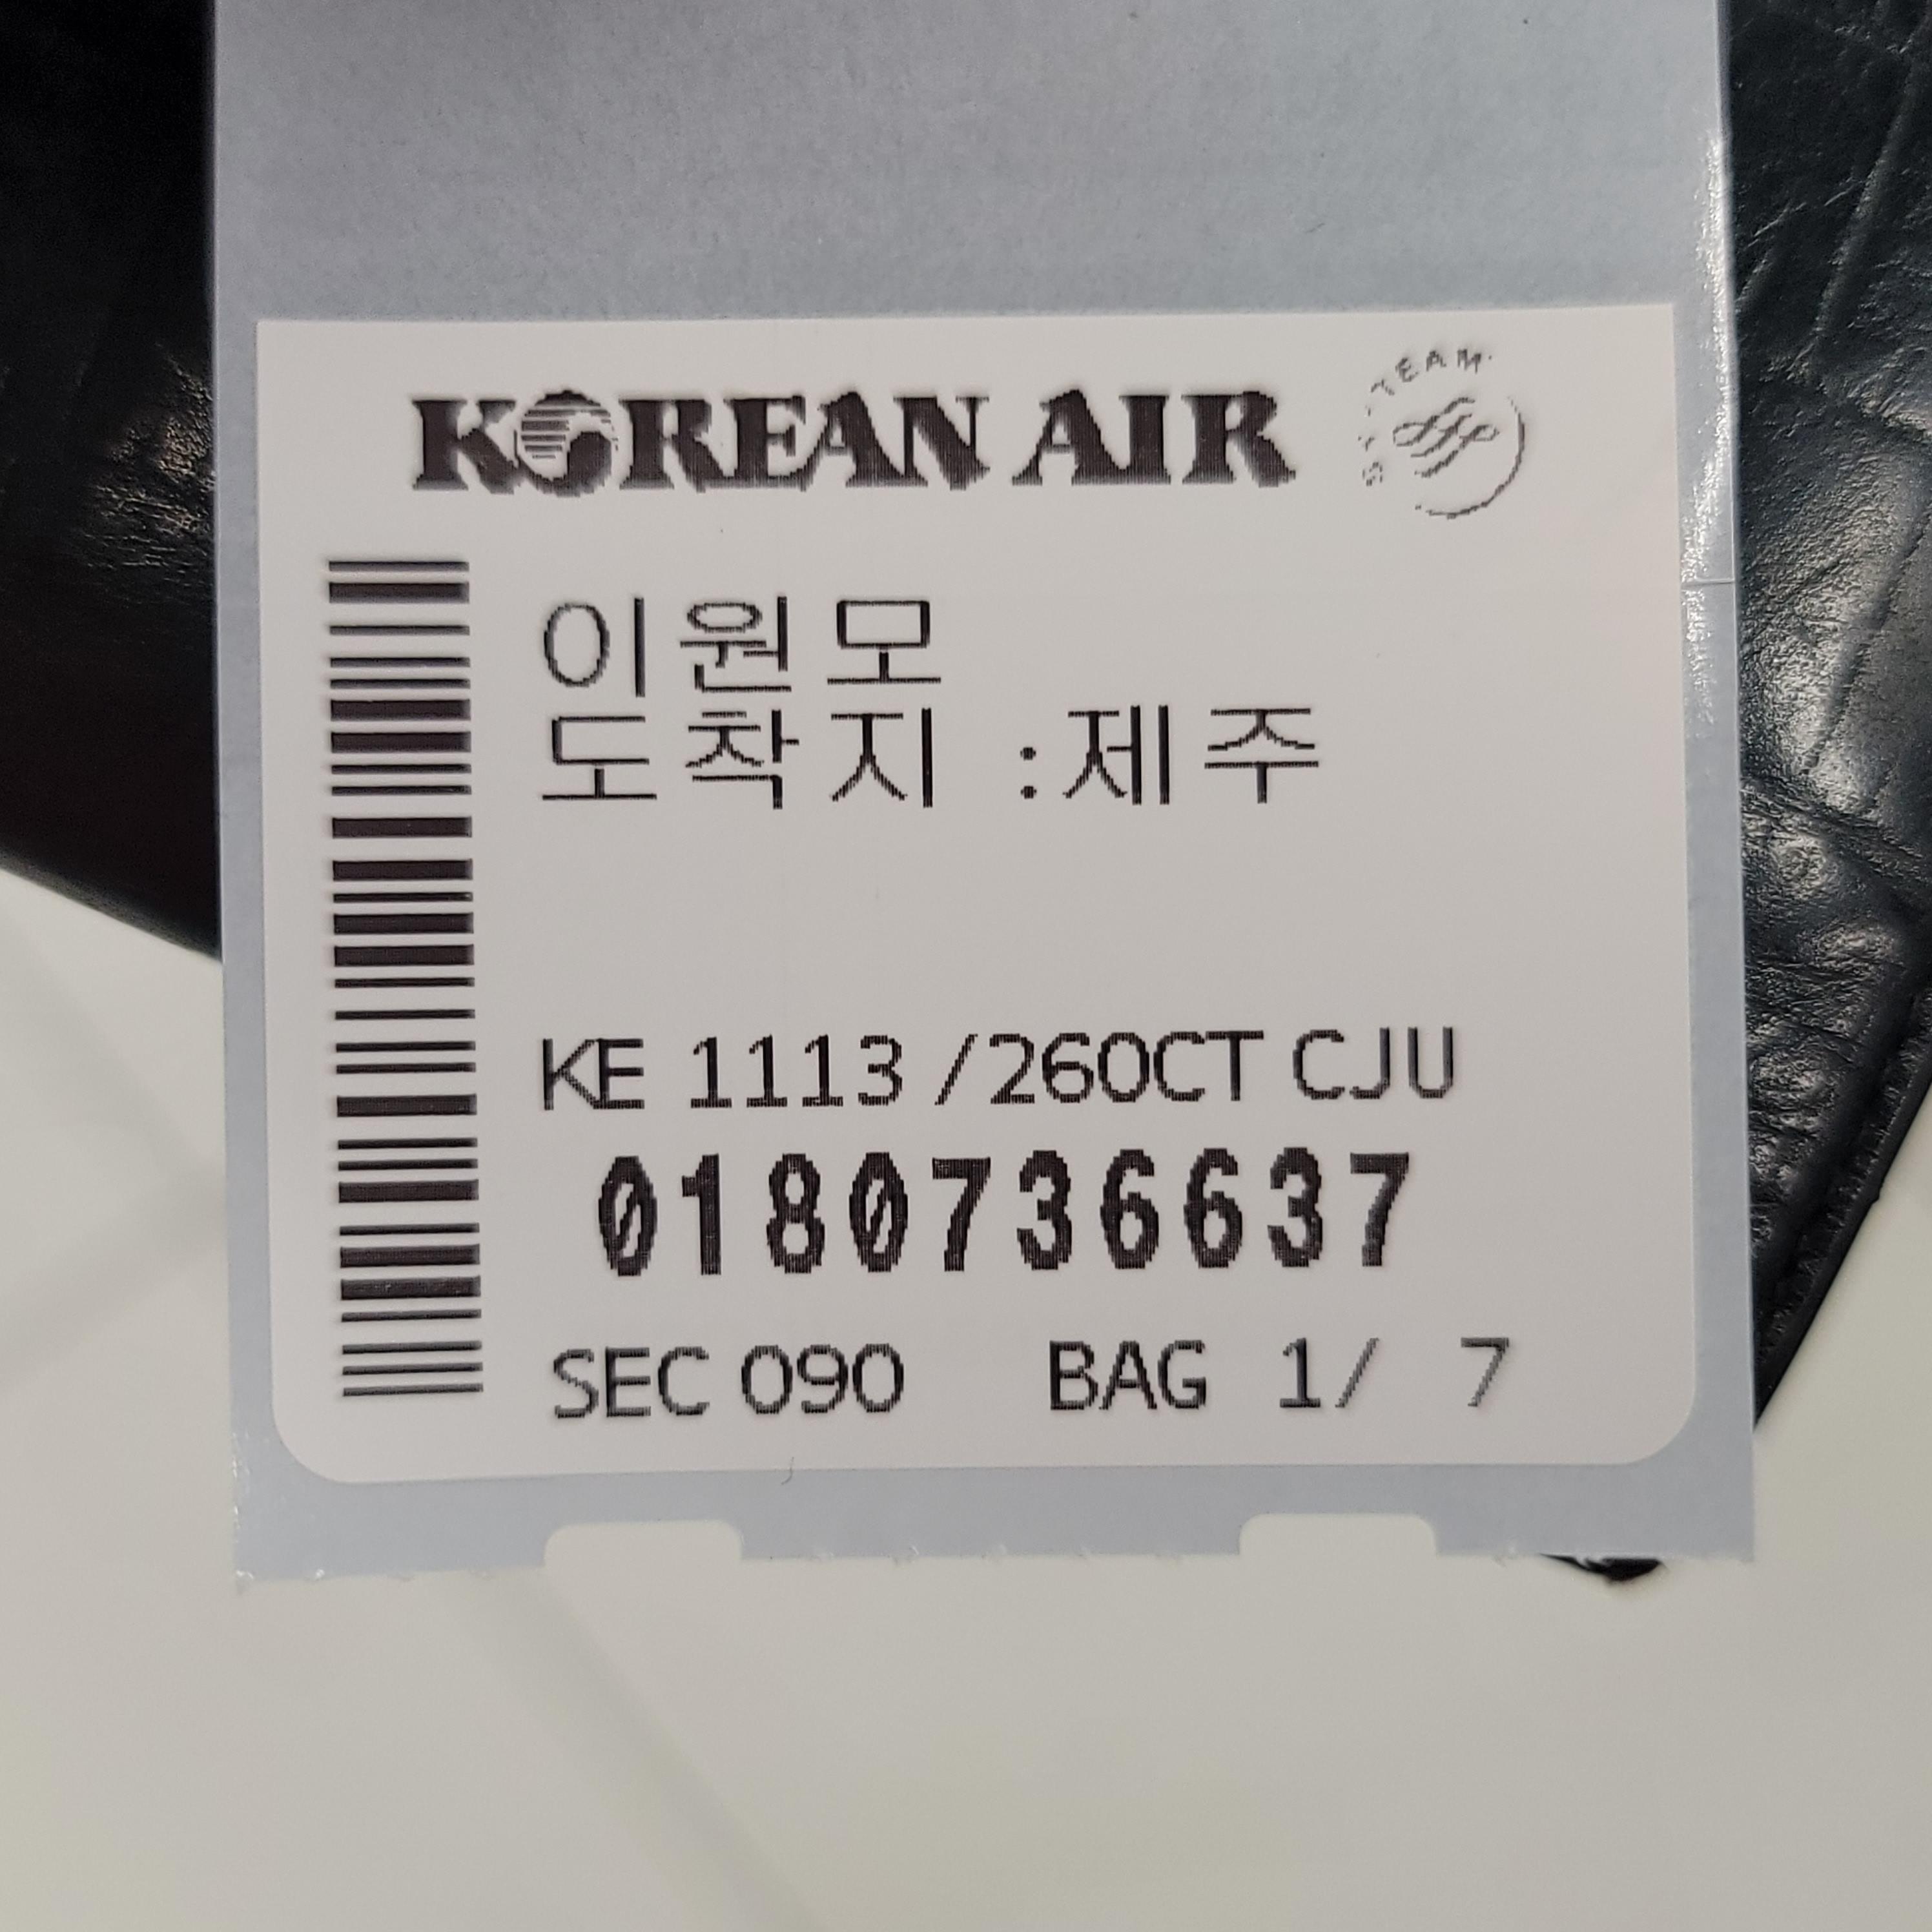 KOREAN AIR
SKYTEAM
이원모
도착지 :제주
KE 1113 /26OCT CJU
0180736637
SEC 090 BAG 1/ 7